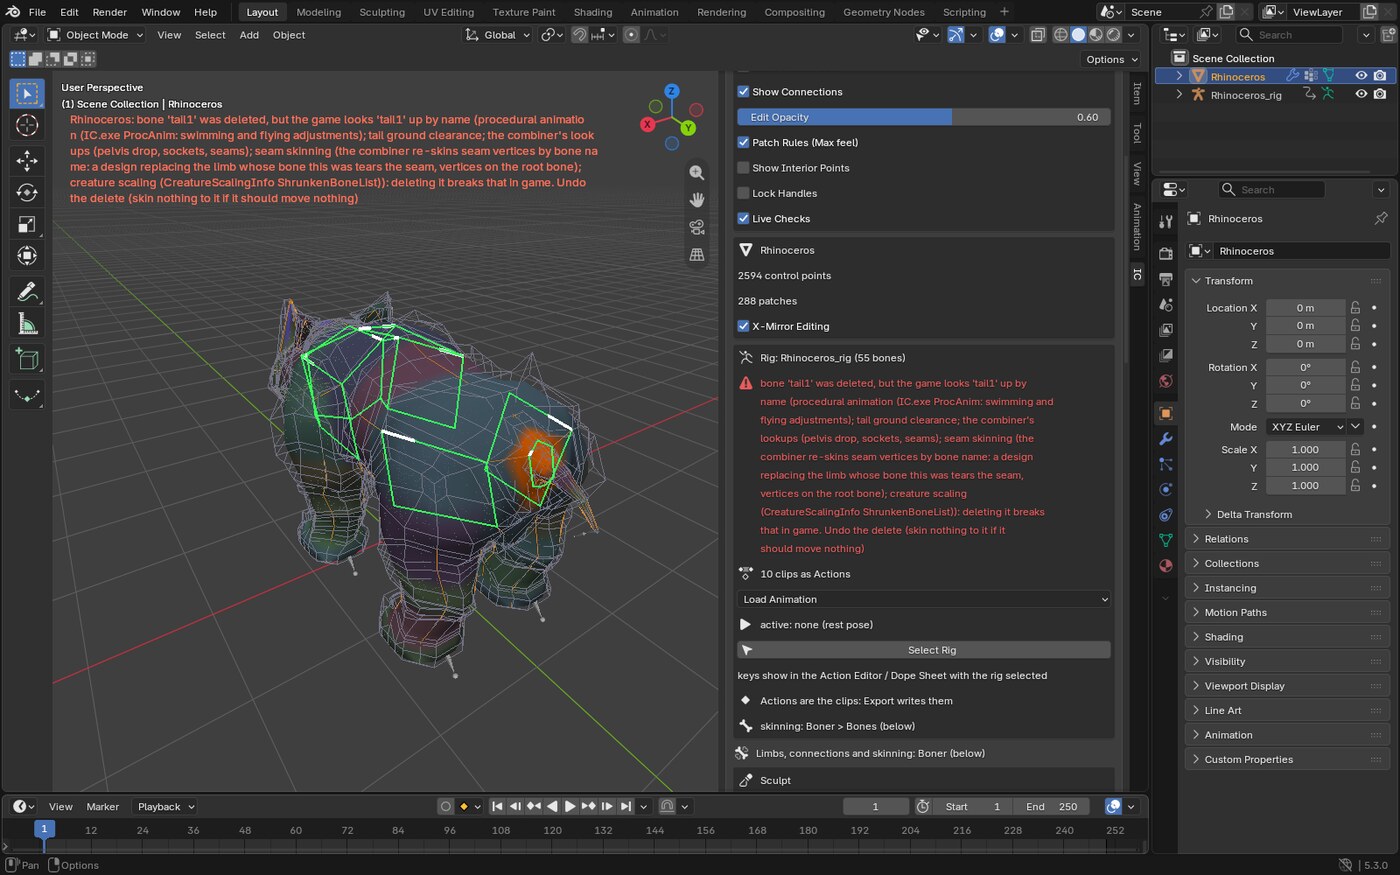 File Edit Render Window Help Layout Modeling Sculpting UV Editing Texture Paint Shading Animation Rendering Compositing Geometry Nodes Scripting + Scene ViewLayer
Object Mode View Select Add Object Global Search
Options
User Perspective
(1) Scene Collection | Rhinoceros
Rhinoceros: bone 'tail1' was deleted, but the game looks 'tail1' up by name (procedural animatio
n (IC.exe ProcAnim: swimming and flying adjustments); tail ground clearance; the combiner's look
ups (pelvis drop, sockets, seams); seam skinning (the combiner re-skins seam vertices by bone na
me: a design replacing the limb whose bone this was tears the seam, vertices on the root bone);
creature scaling (CreatureScalingInfo ShrunkenBoneList)): deleting it breaks that in game. Undo
the delete (skin nothing to it if it should move nothing)
Z
X
Y
Show Connections
Edit Opacity 0.60
Patch Rules (Max feel)
Show Interior Points
Lock Handles
Live Checks
Rhinoceros
2594 control points
288 patches
X-Mirror Editing
Rig: Rhinoceros_rig (55 bones)
bone 'tail1' was deleted, but the game looks 'tail1' up by
name (procedural animation (IC.exe ProcAnim: swimming and
flying adjustments); tail ground clearance; the combiner's
lookups (pelvis drop, sockets, seams); seam skinning (the
combiner re-skins seam vertices by bone name: a design
replacing the limb whose bone this was tears the seam,
vertices on the root bone); creature scaling
(CreatureScalingInfo ShrunkenBoneList)): deleting it breaks
that in game. Undo the delete (skin nothing to it if it
should move nothing)
10 clips as Actions
Load Animation
active: none (rest pose)
Select Rig
keys show in the Action Editor / Dope Sheet with the rig selected
Actions are the clips: Export writes them
skinning: Boner > Bones (below)
Limbs, connections and skinning: Boner (below)
Sculpt
Item
Tool
View
Animation
IC
Scene Collection
Rhinoceros
Rhinoceros_rig
Search
Rhinoceros
Rhinoceros
Transform
Location X 0 m
Y 0 m
Z 0 m
Rotation X 0°
Y 0°
Z 0°
Mode XYZ Euler
Scale X 1.000
Y 1.000
Z 1.000
Delta Transform
Relations
Collections
Instancing
Motion Paths
Shading
Visibility
Viewport Display
Line Art
Animation
Custom Properties
View Marker Playback 1 Start 1 End 250
1 12 24 36 48 60 72 84 96 108 120 132 144 156 168 180 192 204 216 228 240 252
Pan Options 5.3.0